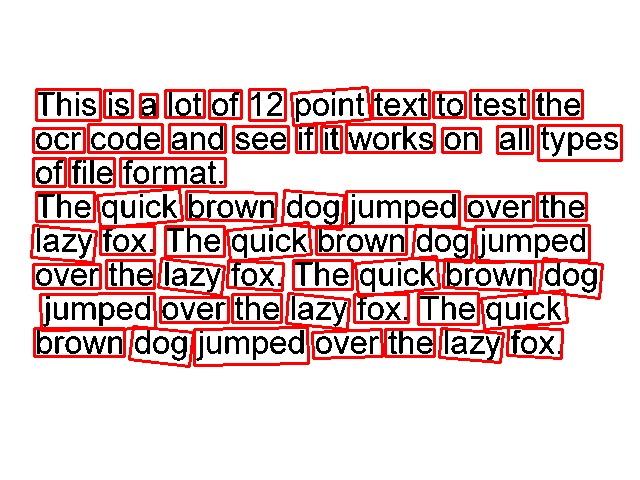 This is a lot of 12 point text to test the
ocr code and see if it works on all types
of file format.
The quick brown dog jumped over the
lazy fox. The quick brown dog jumped
over the lazy fox. The quick brown dog
jumped over the lazy fox. The quick
brown dog jumped over the lazy fox.